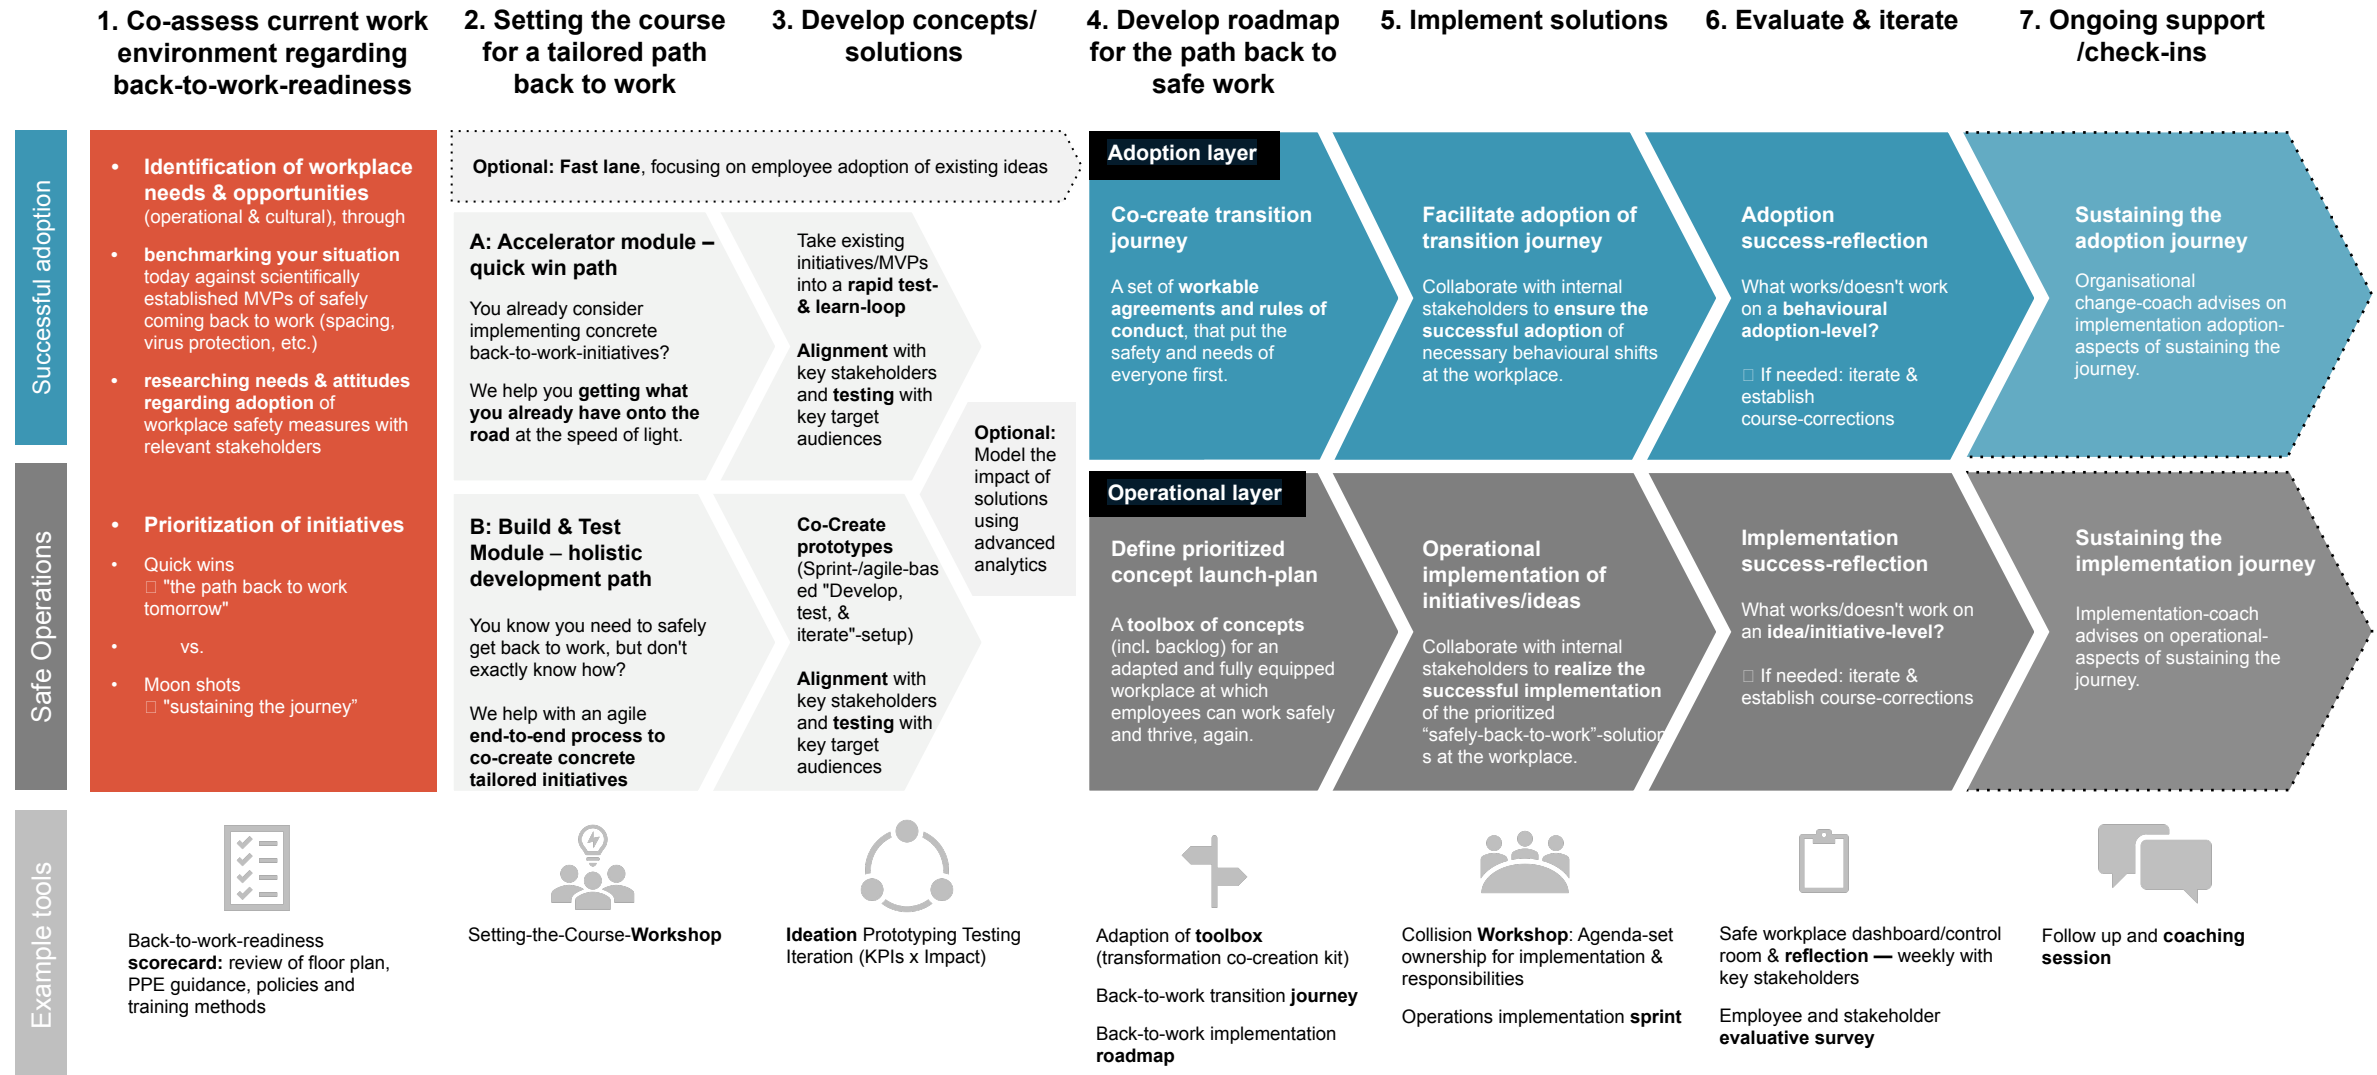 1. Co-assess current work
environment regarding
back-to-work-readiness
2. Setting the course
for a tailored path
back to work
3. Develop concepts/
solutions
4. Develop roadmap
for the path back to
safe work
5. Implement solutions
6. Evaluate & iterate
7. Ongoing support
/check-ins
Successful adoption
Safe Operations
Example tools
• Identification of workplace
needs & opportunities
(operational & cultural), through
• benchmarking your situation
today against scientifically
established MVPs of safely
coming back to work (spacing,
virus protection, etc.)
• researching needs & attitudes
regarding adoption of
workplace safety measures with
relevant stakeholders
• Prioritization of initiatives
• Quick wins
"the path back to work
tomorrow"
• vs.
• Moon shots
"sustaining the journey”
Optional: Fast lane, focusing on employee adoption of existing ideas
A: Accelerator module –
quick win path
You already consider
implementing concrete
back-to-work-initiatives?
We help you getting what
you already have onto the
road at the speed of light.
Take existing
initiatives/MVPs
into a rapid test-
& learn-loop
Alignment with
key stakeholders
and testing with
key target
audiences
B: Build & Test
Module – holistic
development path
You know you need to safely
get back to work, but don't
exactly know how?
We help with an agile
end-to-end process to
co-create concrete
tailored initiatives
Co-Create
prototypes
(Sprint-/agile-bas
ed "Develop,
test, &
iterate"-setup)
Alignment with
key stakeholders
and testing with
key target
audiences
Optional:
Model the
impact of
solutions
using
advanced
analytics
Adoption layer
Co-create transition
journey
A set of workable
agreements and rules of
conduct, that put the
safety and needs of
everyone first.
Facilitate adoption of
transition journey
Collaborate with internal
stakeholders to ensure the
successful adoption of
necessary behavioural shifts
at the workplace.
Adoption
success-reflection
What works/doesn't work
on a behavioural
adoption-level?
If needed: iterate &
establish
course-corrections
Sustaining the
adoption journey
Organisational
change-coach advises on
implementation adoption-
aspects of sustaining the
journey.
Operational layer
Define prioritized
concept launch-plan
A toolbox of concepts
(incl. backlog) for an
adapted and fully equipped
workplace at which
employees can work safely
and thrive, again.
Operational
implementation of
initiatives/ideas
Collaborate with internal
stakeholders to realize the
successful implementation
of the prioritized
“safely-back-to-work”-solution
s at the workplace.
Implementation
success-reflection
What works/doesn't work on
an idea/initiative-level?
If needed: iterate &
establish course-corrections
Sustaining the
implementation journey
Implementation-coach
advises on operational-
aspects of sustaining the
journey.
Back-to-work-readiness
scorecard: review of floor plan,
PPE guidance, policies and
training methods
Setting-the-Course-Workshop
Ideation Prototyping Testing
Iteration (KPIs x Impact)
Adaption of toolbox
(transformation co-creation kit)
Back-to-work transition journey
Back-to-work implementation
roadmap
Collision Workshop: Agenda-set
ownership for implementation &
responsibilities
Operations implementation sprint
Safe workplace dashboard/control
room & reflection — weekly with
key stakeholders
Employee and stakeholder
evaluative survey
Follow up and coaching
session